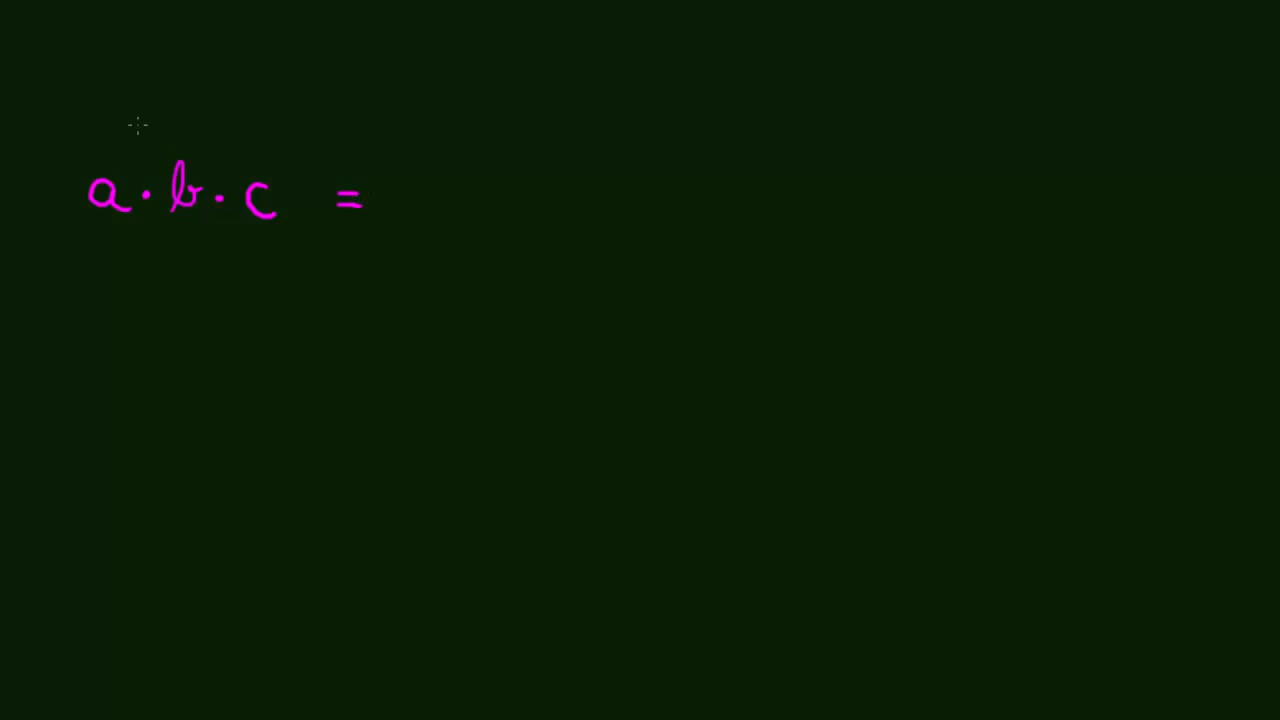 a · b · c =